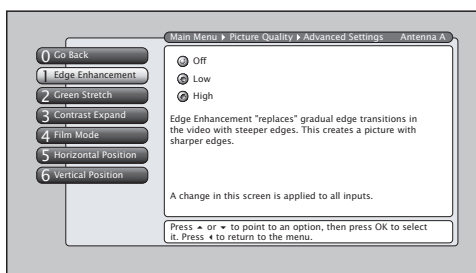 Main Menu ▸ Picture Quality ▸ Advanced Settings Antenna A
0 Go Back
1 Edge Enhancement
2 Green Stretch
3 Contrast Expand
4 Film Mode
5 Horizontal Position
6 Vertical Position
Off
Low
High
Edge Enhancement "replaces" gradual edge transitions in
the video with steeper edges. This creates a picture with
sharper edges.
A change in this screen is applied to all inputs.
Press ▴ or ▾ to point to an option, then press OK to select
it. Press ◂ to return to the menu.